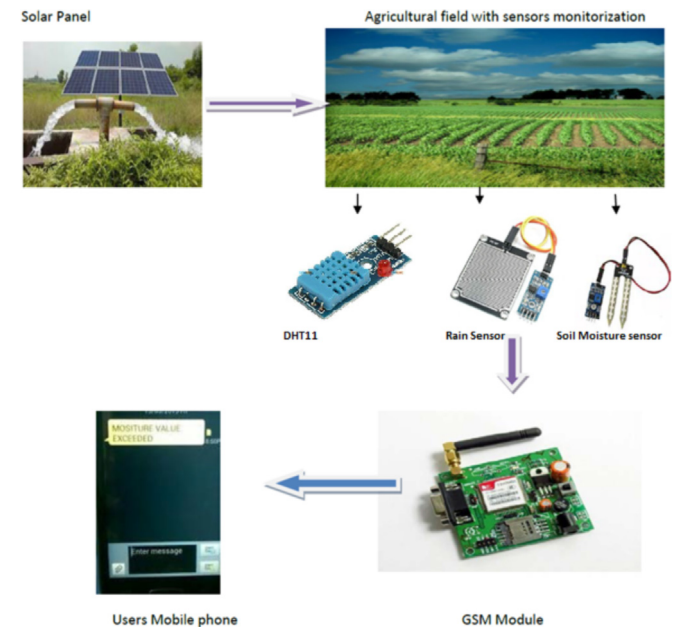 Solar Panel
Agricultural field with sensors monitorization
DHT11
Rain Sensor
Soil Moisture sensor
MOSITURE VALUE
EXCEEDED
Enter message
Users Mobile phone
GSM Module